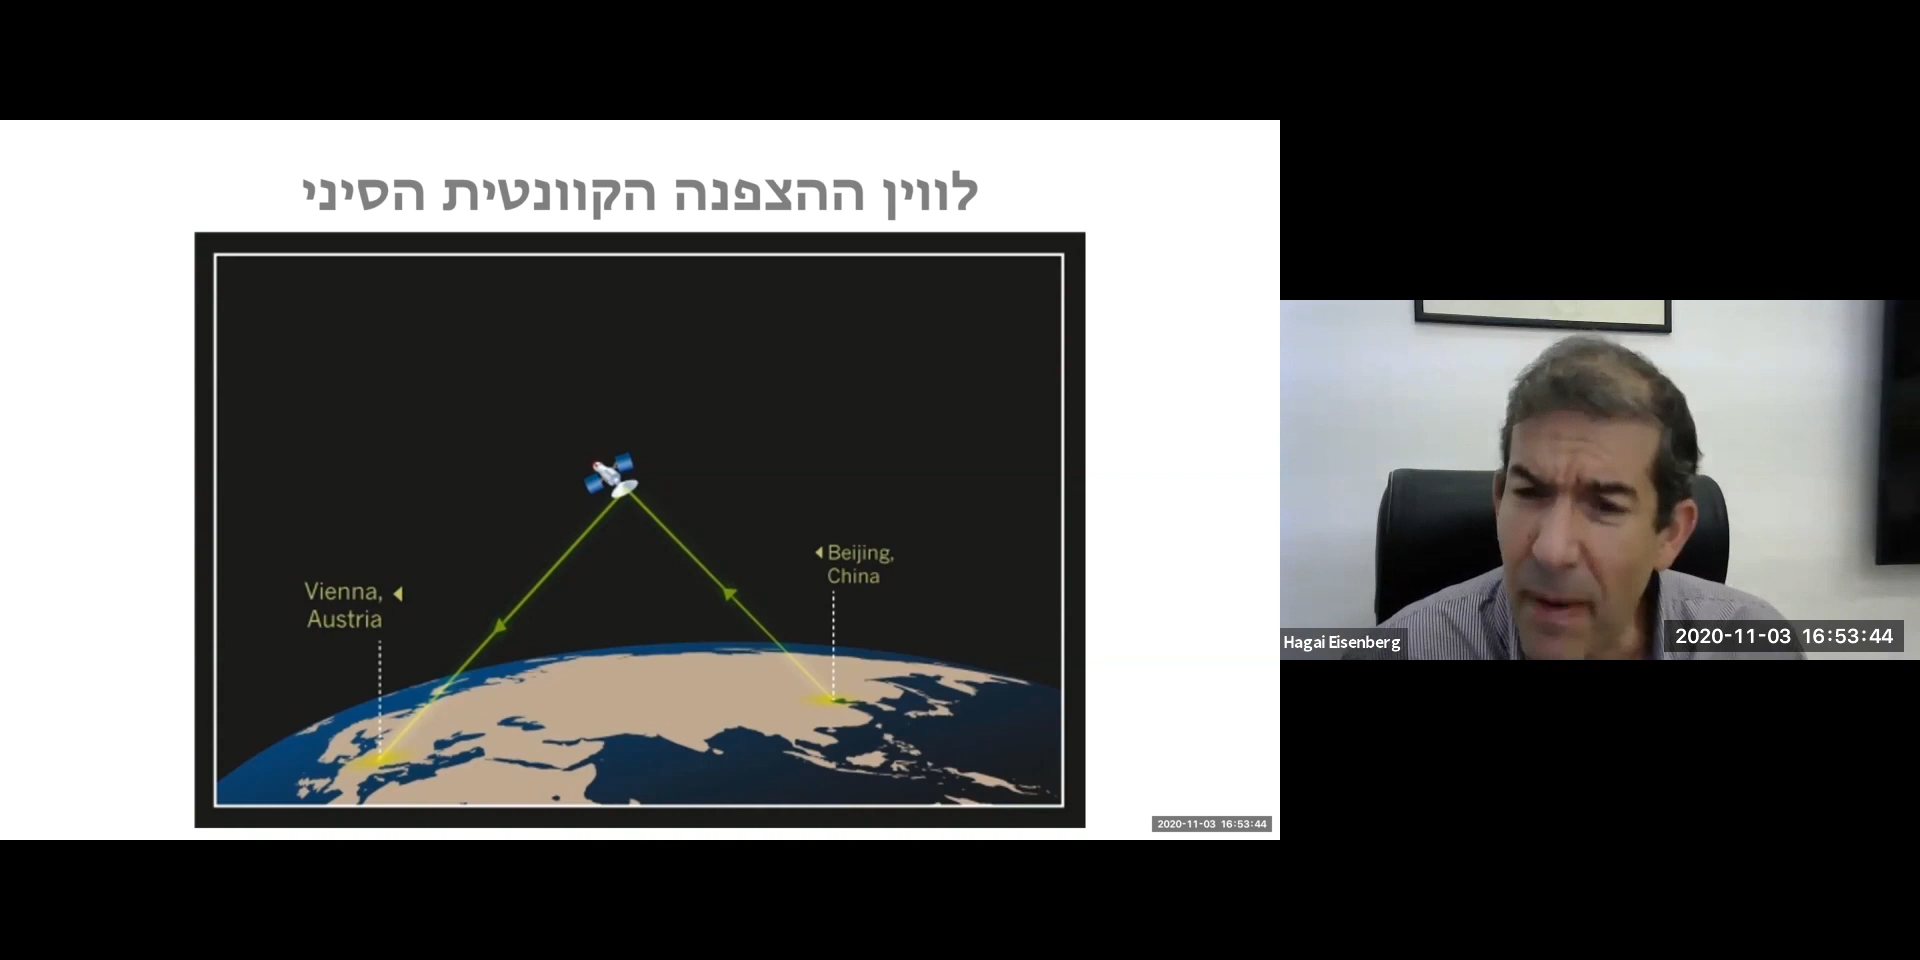 לווין ההצפנה הקוונטית הסיני
Beijing,
China
Vienna,
Austria
2020-11-03 16:53:44
Hagai Eisenberg
2020-11-03 16:53:44